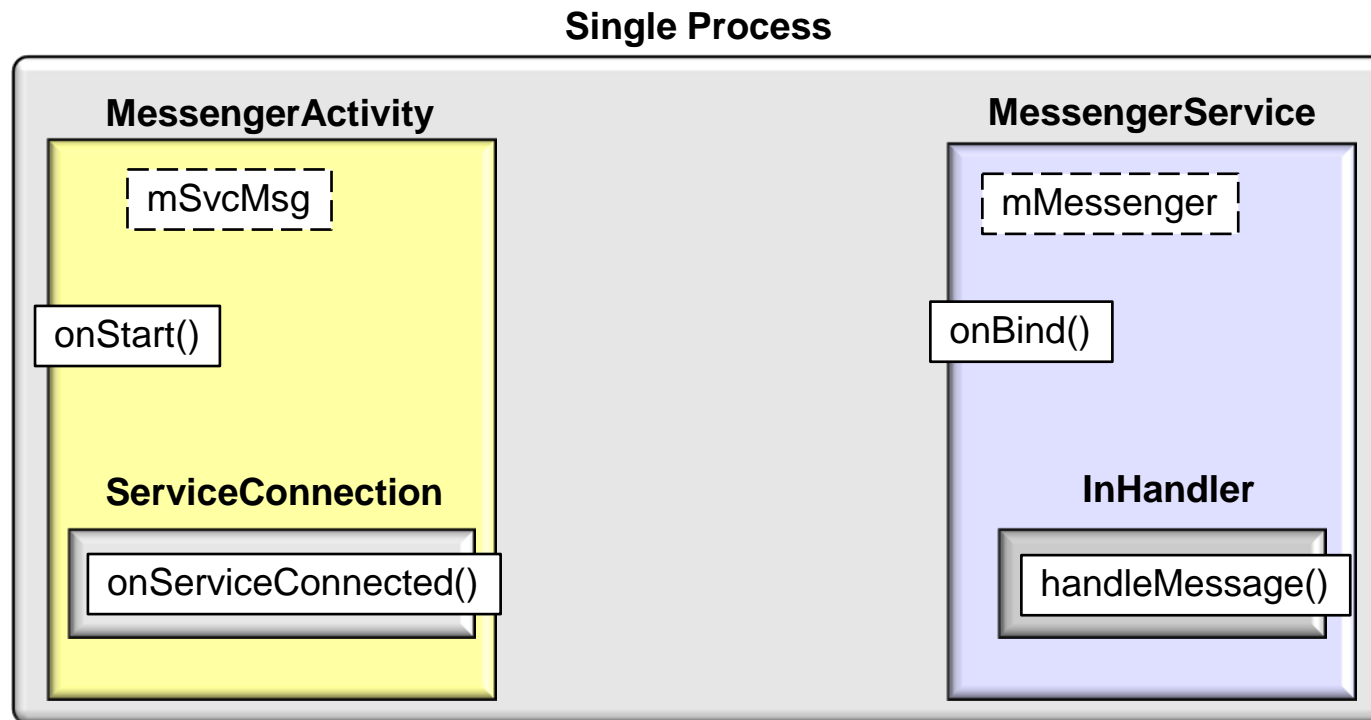 Single Process
MessengerActivity
mSvcMsg
onStart()
ServiceConnection
onServiceConnected()
MessengerService
mMessenger
onBind()
InHandler
handleMessage()